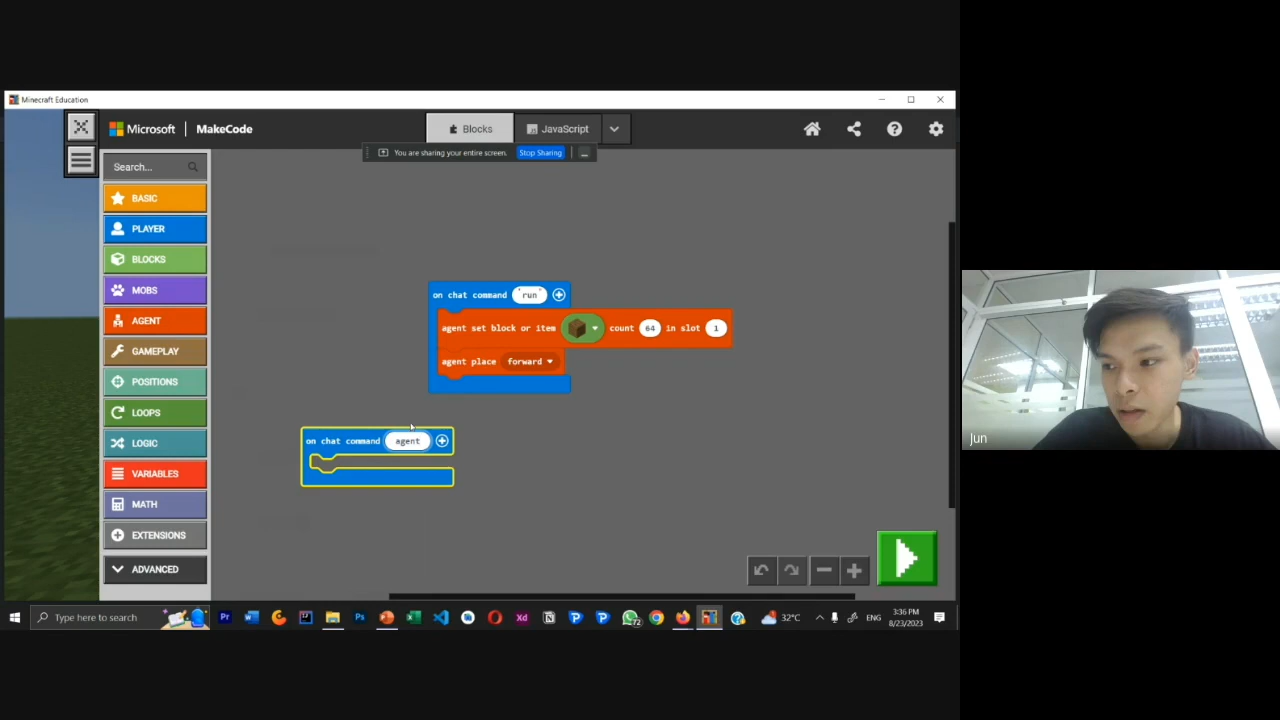 Minecraft Education
Microsoft | MakeCode
Blocks
JavaScript
You are sharing your entire screen.
Stop Sharing
Search...
BASIC
PLAYER
BLOCKS
MOBS
AGENT
GAMEPLAY
POSITIONS
LOOPS
LOGIC
VARIABLES
MATH
EXTENSIONS
ADVANCED
on chat command "run"
agent set block or item count 64 in slot 1
agent place forward
on chat command agent
Jun
Type here to search
72
32°C
ENG
3:36 PM
8/23/2023